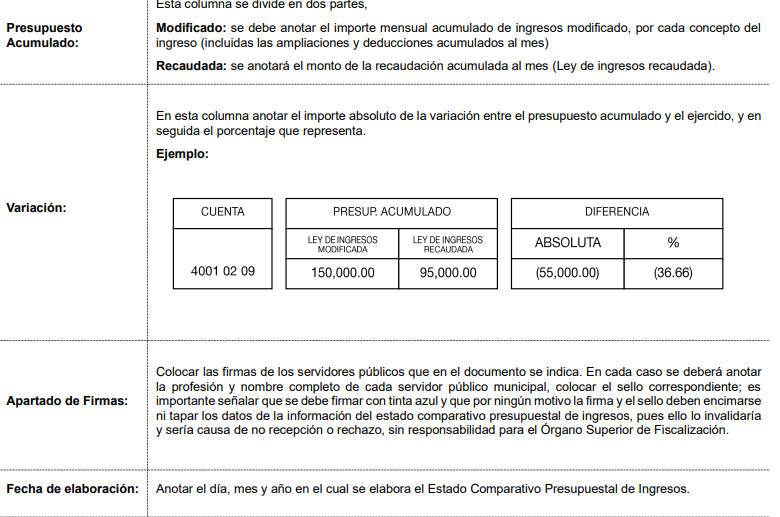 Esta columna se divide en dos partes,
Presupuesto
Acumulado:
Modificado: se debe anotar el importe mensual acumulado de ingresos modificado, por cada concepto del
ingreso (incluidas las ampliaciones y deducciones acumulados al mes)
Recaudada: se anotará el monto de la recaudación acumulada al mes (Ley de ingresos recaudada).
Variación:
En esta columna anotar el importe absoluto de la variación entre el presupuesto acumulado y el ejercido, y en
seguida el porcentaje que representa.
Ejemplo:
CUENTA PRESUP. ACUMULADO DIFERENCIA
LEY DE INGRESOS MODIFICADA LEY DE INGRESOS RECAUDADA ABSOLUTA %
4001 02 09 150,000.00 95,000.00 (55,000.00) (36.66)
Apartado de Firmas:
Colocar las firmas de los servidores públicos que en el documento se indica. En cada caso se deberá anotar
la profesión y nombre completo de cada servidor público municipal, colocar el sello correspondiente; es
importante señalar que se debe firmar con tinta azul y que por ningún motivo la firma y el sello deben encimarse
ni tapar los datos de la información del estado comparativo presupuestal de ingresos, pues ello lo invalidaría
y sería causa de no recepción o rechazo, sin responsabilidad para el Órgano Superior de Fiscalización.
Fecha de elaboración:
Anotar el día, mes y año en el cual se elabora el Estado Comparativo Presupuestal de Ingresos.